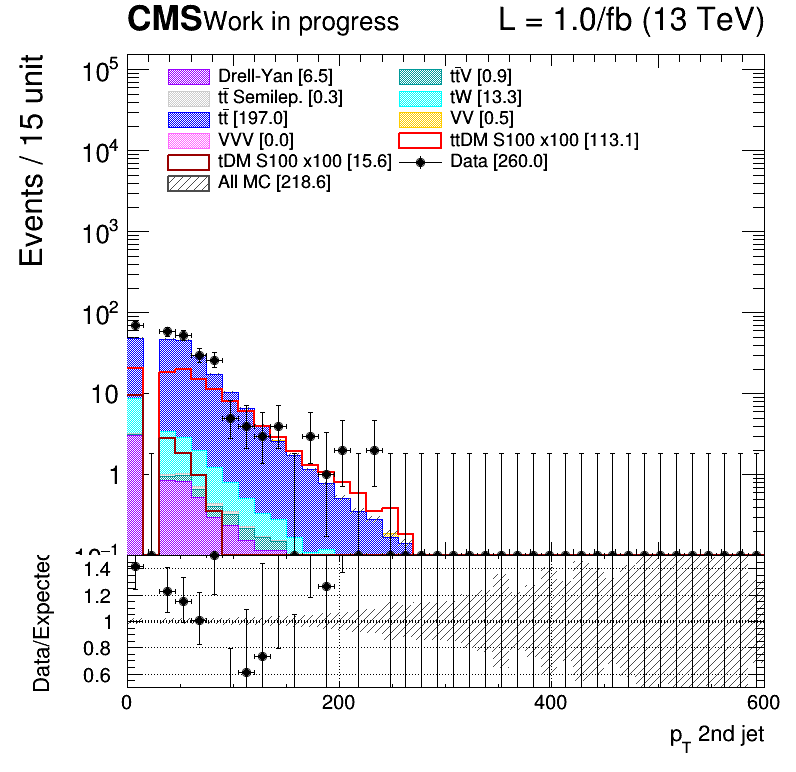 CMS Work in progress L = 1.0/fb (13 TeV)
Events / 15 unit
10⁵
10⁴
10³
10²
10
1
10⁻¹
Drell-Yan [6.5] tt̄V [0.9]
tt̄ Semilep. [0.3] tW [13.3]
tt̄ [197.0] VV [0.5]
VVV [0.0] ttDM S100 x100 [113.1]
tDM S100 x100 [15.6] Data [260.0]
All MC [218.6]
Data/Expected
1.4
1.2
1
0.8
0.6
0 200 400 600
p_T 2nd jet